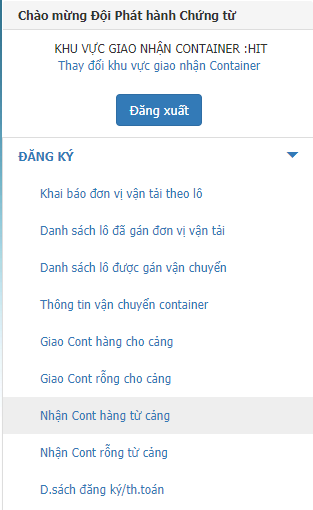 Chào mừng Đội Phát hành Chứng từ
KHU VỰC GIAO NHẬN CONTAINER :HIT
Thay đổi khu vực giao nhận Container
Đăng xuất
ĐĂNG KÝ
Khai báo đơn vị vận tải theo lô
Danh sách lô đã gán đơn vị vận tải
Danh sách lô được gán vận chuyển
Thông tin vận chuyển container
Giao Cont hàng cho cảng
Giao Cont rỗng cho cảng
Nhận Cont hàng từ cảng
Nhận Cont rỗng từ cảng
D.sách đăng ký/th.toán